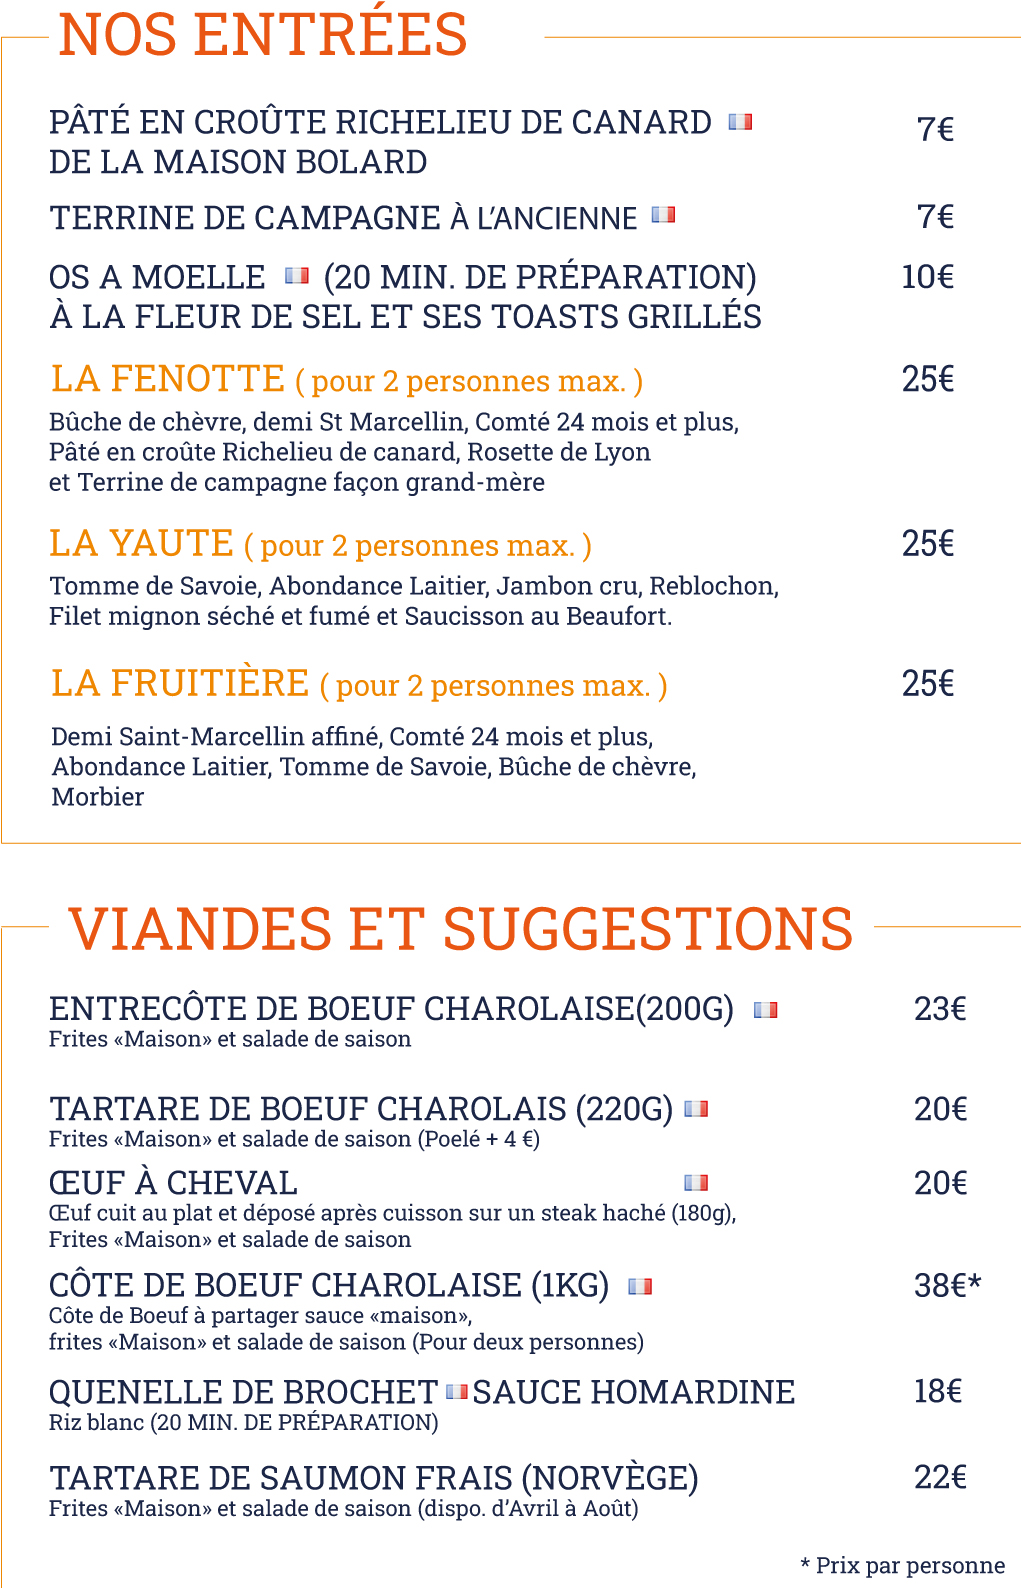 NOS ENTRÉES
PÂTÉ EN CROÛTE RICHELIEU DE CANARD 7€
DE LA MAISON BOLARD
TERRINE DE CAMPAGNE À L’ANCIENNE 7€
OS A MOELLE (20 MIN. DE PRÉPARATION) 10€
À LA FLEUR DE SEL ET SES TOASTS GRILLÉS
LA FENOTTE ( pour 2 personnes max. ) 25€
Bûche de chèvre, demi St Marcellin, Comté 24 mois et plus,
Pâté en croûte Richelieu de canard, Rosette de Lyon
et Terrine de campagne façon grand-mère
LA YAUTE ( pour 2 personnes max. ) 25€
Tomme de Savoie, Abondance Laitier, Jambon cru, Reblochon,
Filet mignon séché et fumé et Saucisson au Beaufort.
LA FRUITIÈRE ( pour 2 personnes max. ) 25€
Demi Saint-Marcellin affiné, Comté 24 mois et plus,
Abondance Laitier, Tomme de Savoie, Bûche de chèvre,
Morbier
VIANDES ET SUGGESTIONS
ENTRECÔTE DE BOEUF CHAROLAISE(200G) 23€
Frites «Maison» et salade de saison
TARTARE DE BOEUF CHAROLAIS (220G) 20€
Frites «Maison» et salade de saison (Poelé + 4 €)
ŒUF À CHEVAL 20€
Œuf cuit au plat et déposé après cuisson sur un steak haché (180g),
Frites «Maison» et salade de saison
CÔTE DE BOEUF CHAROLAISE (1KG) 38€*
Côte de Boeuf à partager sauce «maison»,
frites «Maison» et salade de saison (Pour deux personnes)
QUENELLE DE BROCHET SAUCE HOMARDINE 18€
Riz blanc (20 MIN. DE PRÉPARATION)
TARTARE DE SAUMON FRAIS (NORVÈGE) 22€
Frites «Maison» et salade de saison (dispo. d’Avril à Août)
* Prix par personne